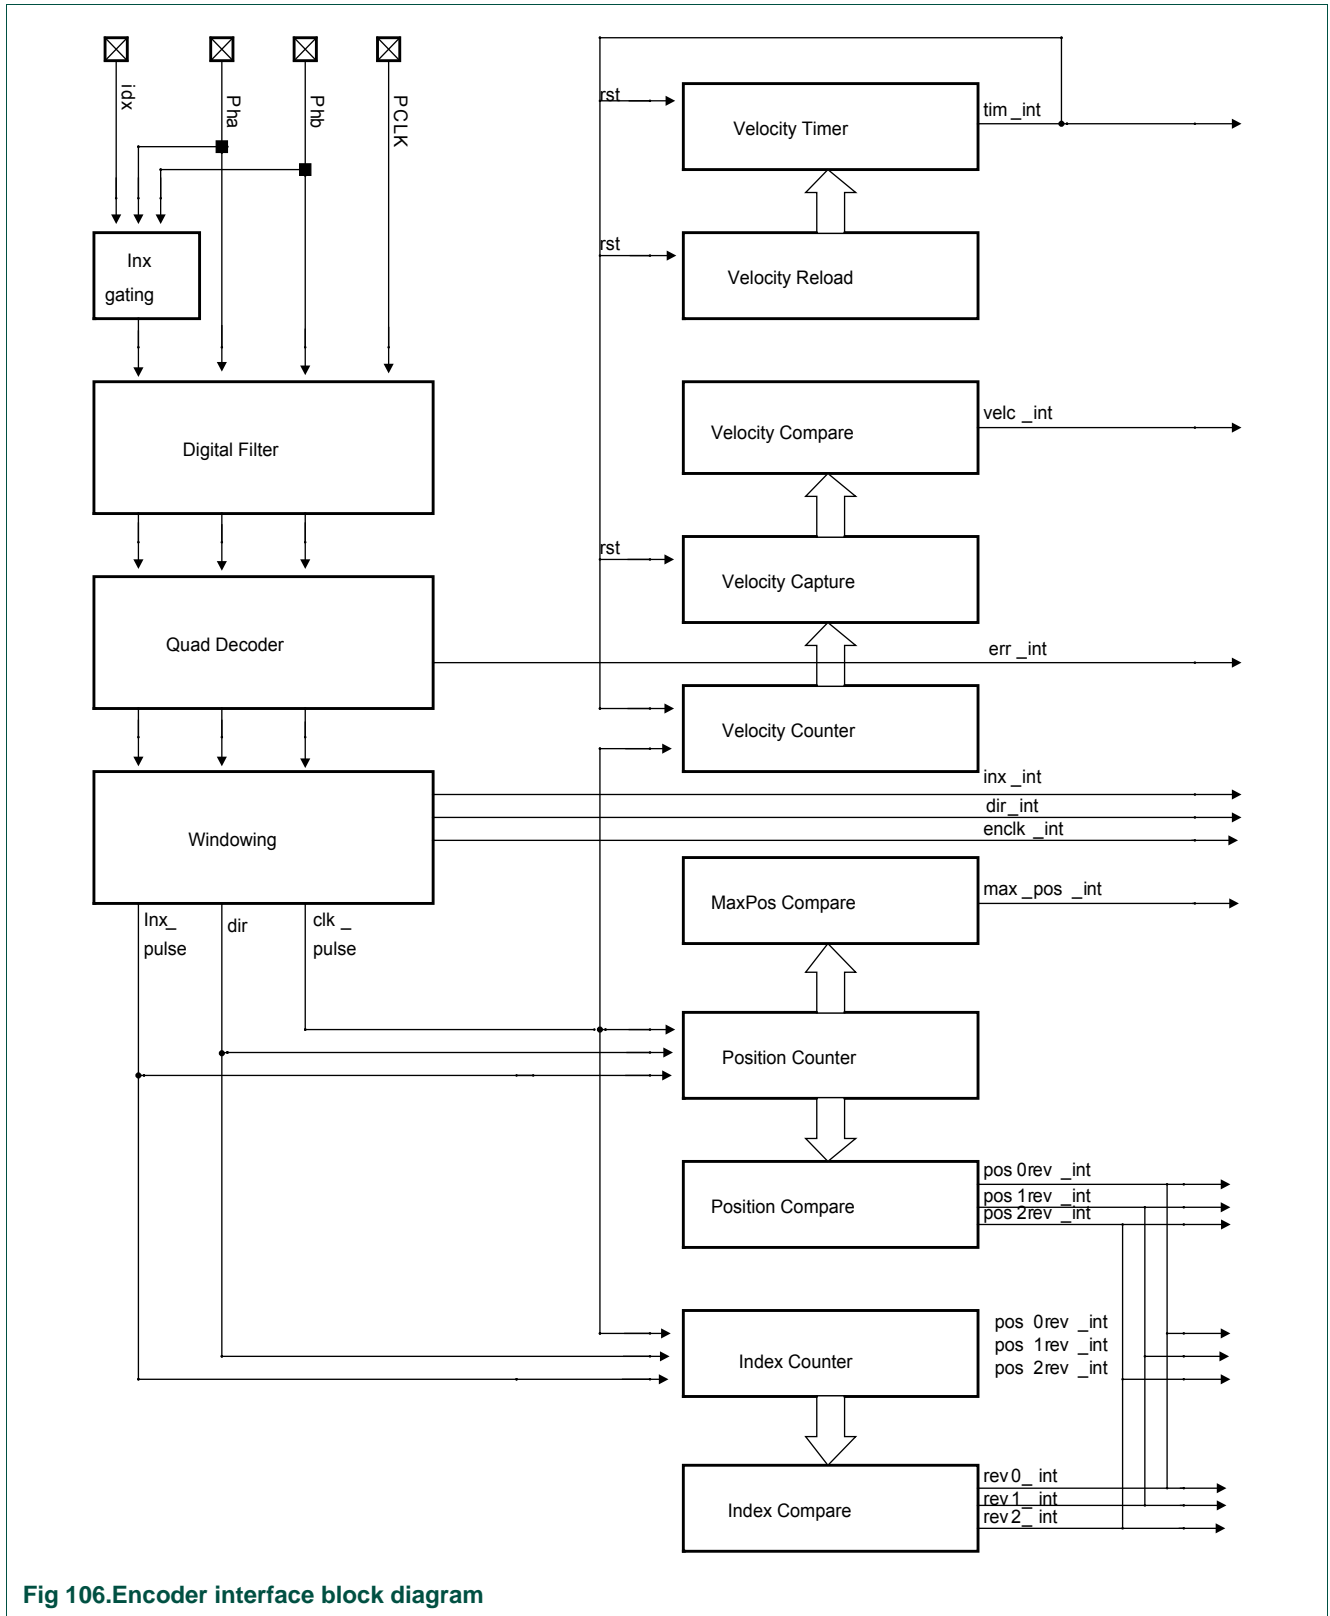 idx
Pha
Phb
PCLK
Inx
gating
Digital Filter
Quad Decoder
Windowing
Inx_
pulse
dir
clk _
pulse
rst
Velocity Timer
tim _int
rst
Velocity Reload
Velocity Compare
velc _int
rst
Velocity Capture
err _int
Velocity Counter
inx _int
dir _int
enclk _int
MaxPos Compare
max _pos _int
Position Counter
Position Compare
pos 0rev _int
pos 1rev _int
pos 2rev _int
Index Counter
pos 0rev _int
pos 1rev _int
pos 2rev _int
Index Compare
rev 0_ int
rev 1_ int
rev 2_ int
Fig 106.Encoder interface block diagram